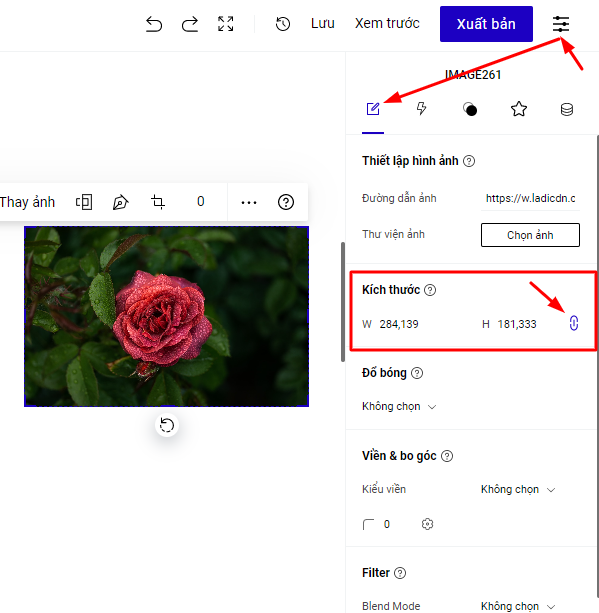 Lưu Xem trước Xuất bản
IMAGE261
Thiết lập hình ảnh
Thay ảnh 0
Đường dẫn ảnh https://w.ladicdn.c
Thư viện ảnh Chọn ảnh
Kích thước
W 284,139 H 181,333
Đổ bóng
Không chọn
Viền & bo góc
Kiểu viền Không chọn
0
Filter
Blend Mode Không chọn